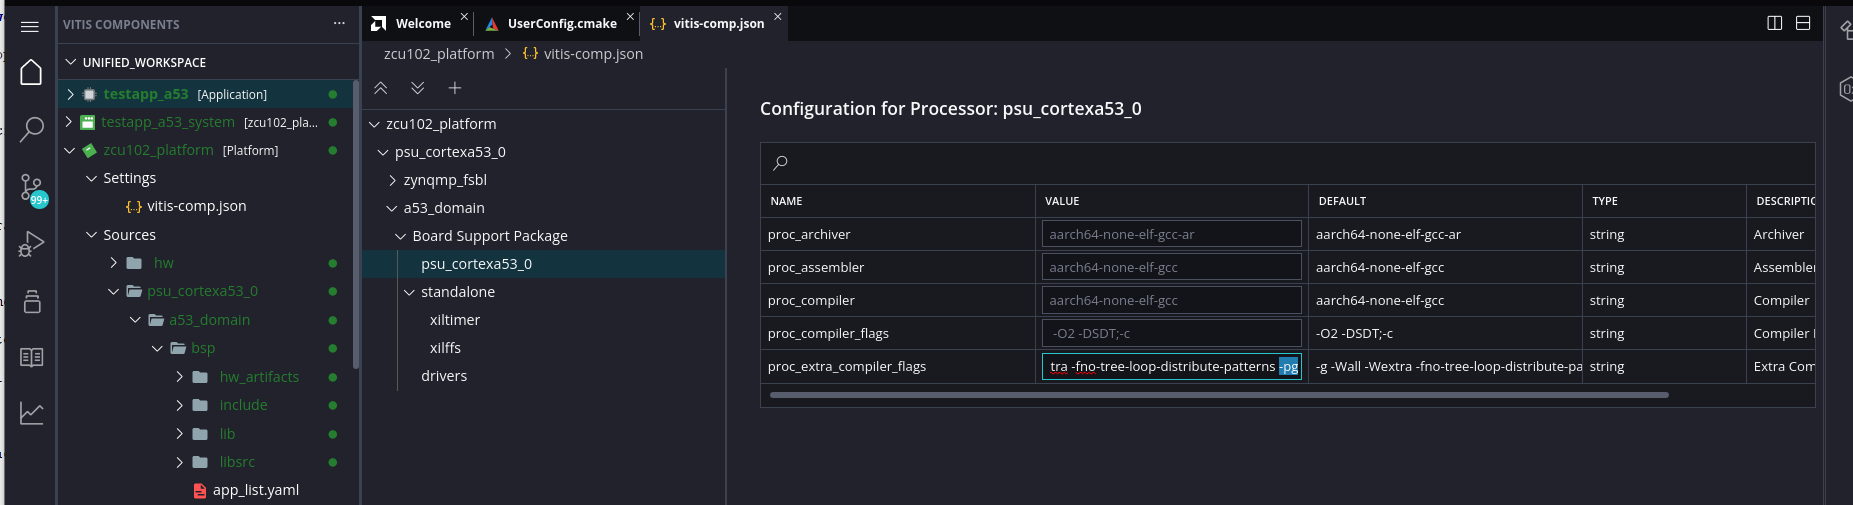 VITIS COMPONENTS ...
UNIFIED_WORKSPACE
testapp_a53 [Application]
testapp_a53_system [zcu102_pla...
zcu102_platform [Platform]
Settings
{..} vitis-comp.json
Sources
hw
psu_cortexa53_0
a53_domain
bsp
hw_artifacts
include
lib
libsrc
app_list.yaml
99+
Welcome × UserConfig.cmake × {..} vitis-comp.json ×
zcu102_platform > {..} vitis-comp.json
zcu102_platform
psu_cortexa53_0
zynqmp_fsbl
a53_domain
Board Support Package
psu_cortexa53_0
standalone
xiltimer
xilffs
drivers
Configuration for Processor: psu_cortexa53_0
NAME VALUE DEFAULT TYPE DESCRIPTIO
proc_archiver aarch64-none-elf-gcc-ar aarch64-none-elf-gcc-ar string Archiver
proc_assembler aarch64-none-elf-gcc aarch64-none-elf-gcc string Assembler
proc_compiler aarch64-none-elf-gcc aarch64-none-elf-gcc string Compiler
proc_compiler_flags -O2 -DSDT;-c -O2 -DSDT;-c string Compiler
proc_extra_compiler_flags tra -fno-tree-loop-distribute-patterns -pg -g -Wall -Wextra -fno-tree-loop-distribute-pa string Extra Com